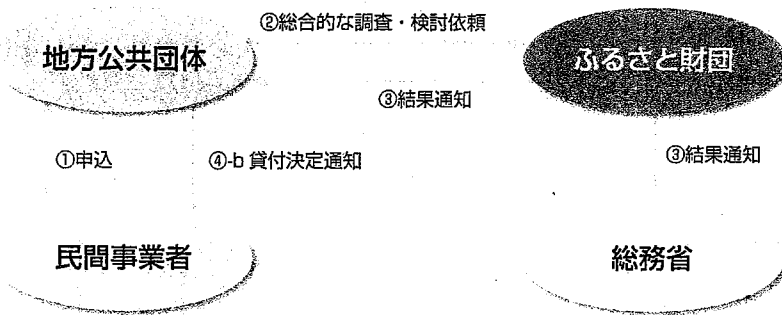 ②総合的な調査・検討依頼
地方公共団体
ふるさと財団
③結果通知
①申込
④-b 貸付決定通知
③結果通知
民間事業者
総務省